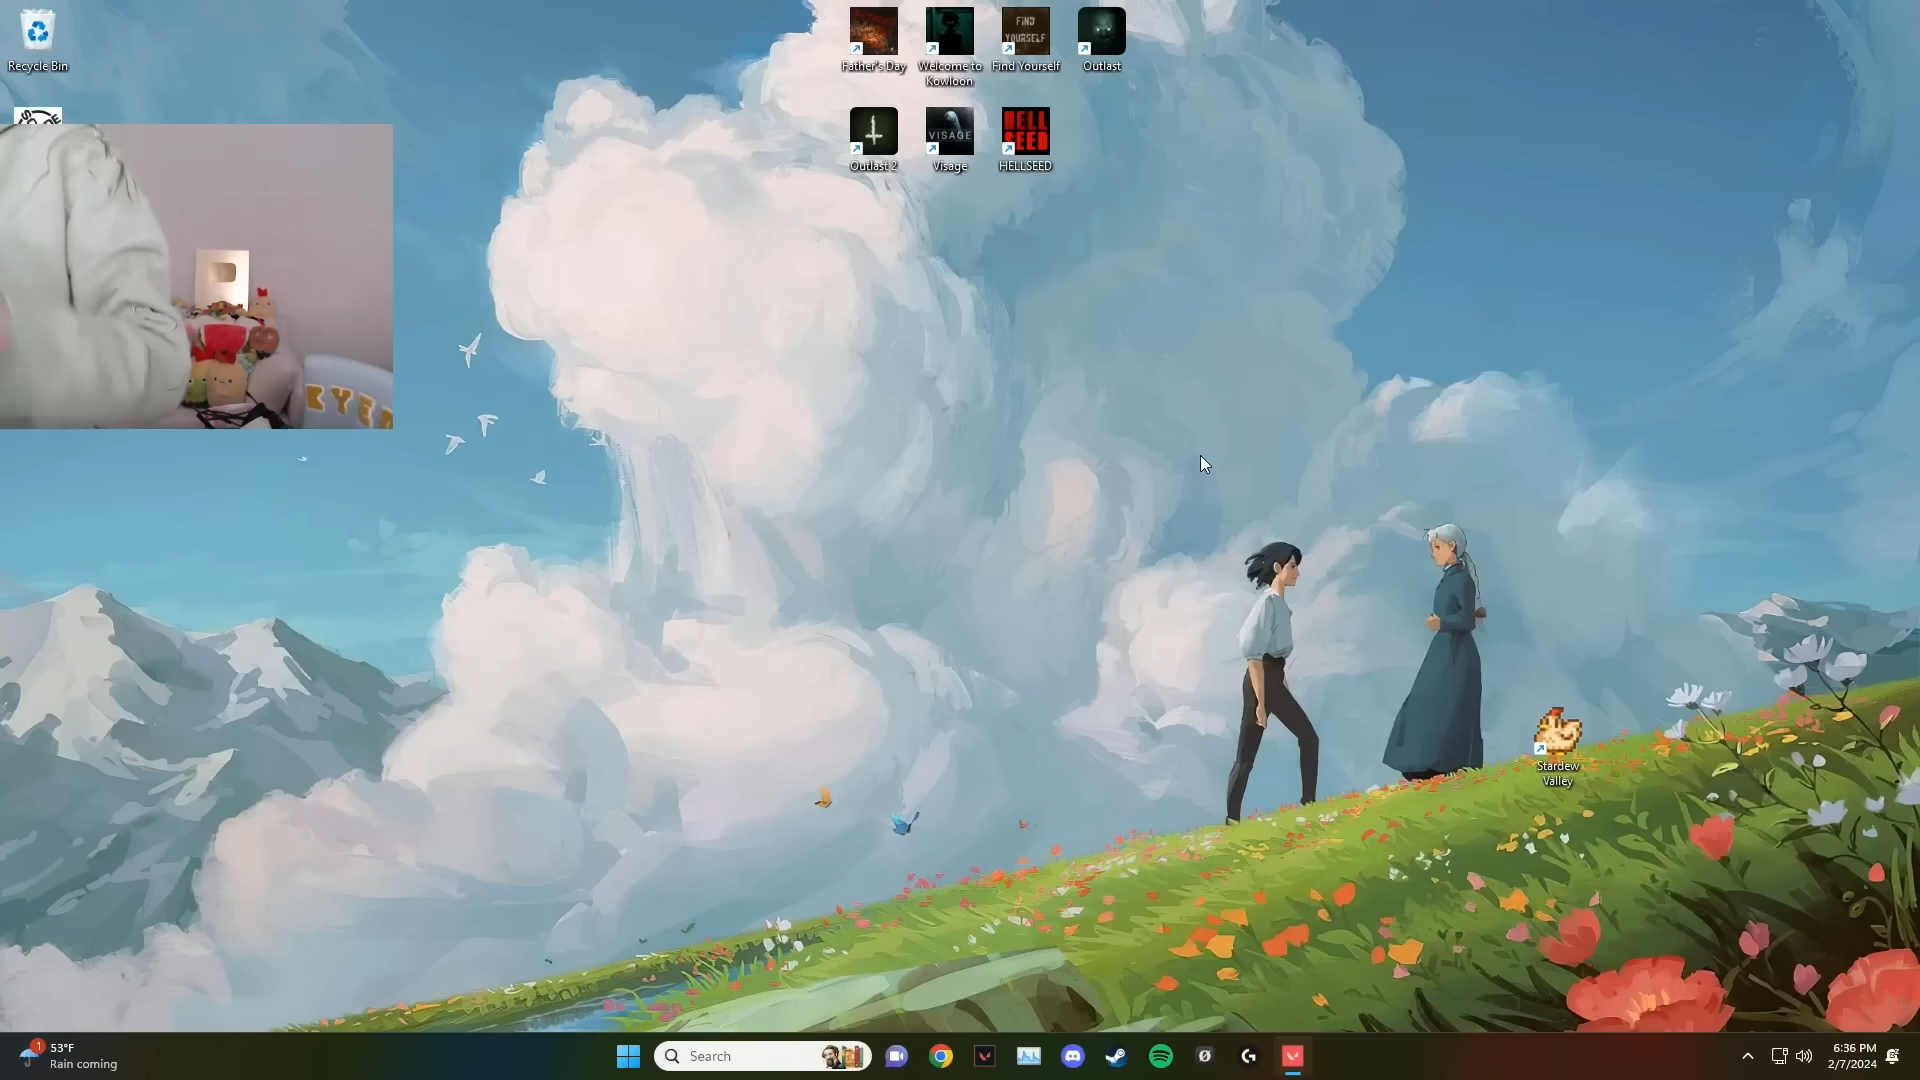 Recycle Bin
Father's Day
Welcome to
Kowloon
FIND
YOURSELF
Find Yourself
Outlast
Outlast 2
VISAGE
Visage
HELL
SEED
HELLSEED
Stardew
Valley
1
53°F
Rain coming
Search
6:36 PM
2/7/2024